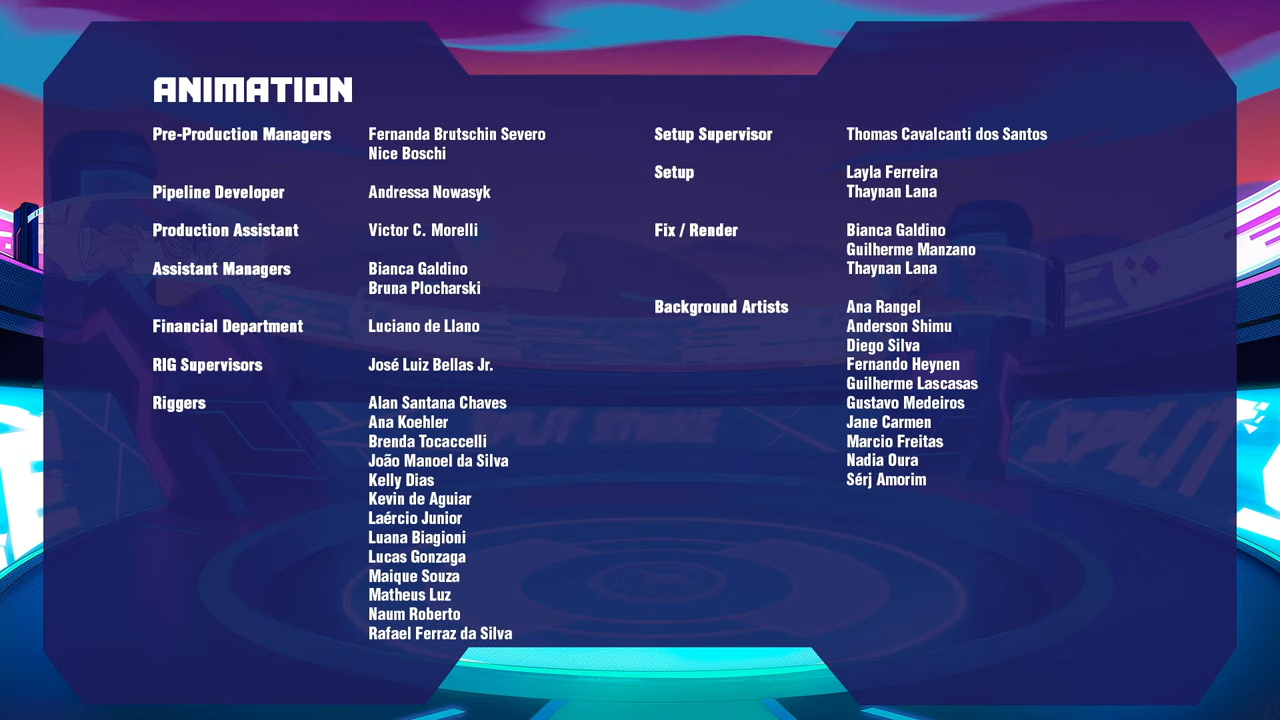 ANIMATION
Pre-Production Managers Fernanda Brutschin Severo
Nice Boschi
Pipeline Developer Andressa Nowasyk
Production Assistant Victor C. Morelli
Assistant Managers Bianca Galdino
Bruna Plocharski
Financial Department Luciano de Llano
RIG Supervisors José Luiz Bellas Jr.
Riggers Alan Santana Chaves
Ana Koehler
Brenda Tocaccelli
João Manoel da Silva
Kelly Dias
Kevin de Aguiar
Laércio Junior
Luana Biagioni
Lucas Gonzaga
Maique Souza
Matheus Luz
Naum Roberto
Rafael Ferraz da Silva
Setup Supervisor Thomas Cavalcanti dos Santos
Setup Layla Ferreira
Thaynan Lana
Fix / Render Bianca Galdino
Guilherme Manzano
Thaynan Lana
Background Artists Ana Rangel
Anderson Shimu
Diego Silva
Fernando Heynen
Guilherme Lascasas
Gustavo Medeiros
Jane Carmen
Marcio Freitas
Nadia Oura
Sérj Amorim
SPLIT STRIKE
SPLIT